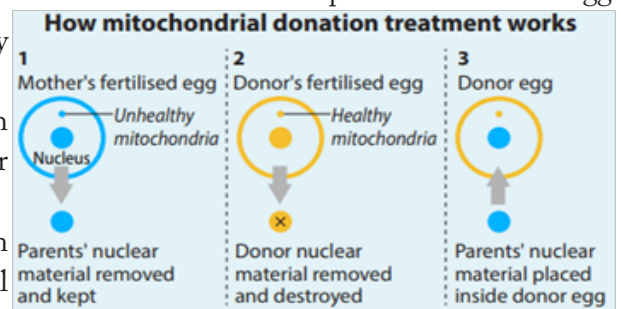 How mitochondrial donation treatment works
1
Mother's fertilised egg
Unhealthy
mitochondria
Nucleus
Parents' nuclear
material removed
and kept
2
Donor's fertilised egg
Healthy
mitochondria
×
Donor nuclear
material removed
and destroyed
3
Donor egg
Parents' nuclear
material placed
inside donor egg